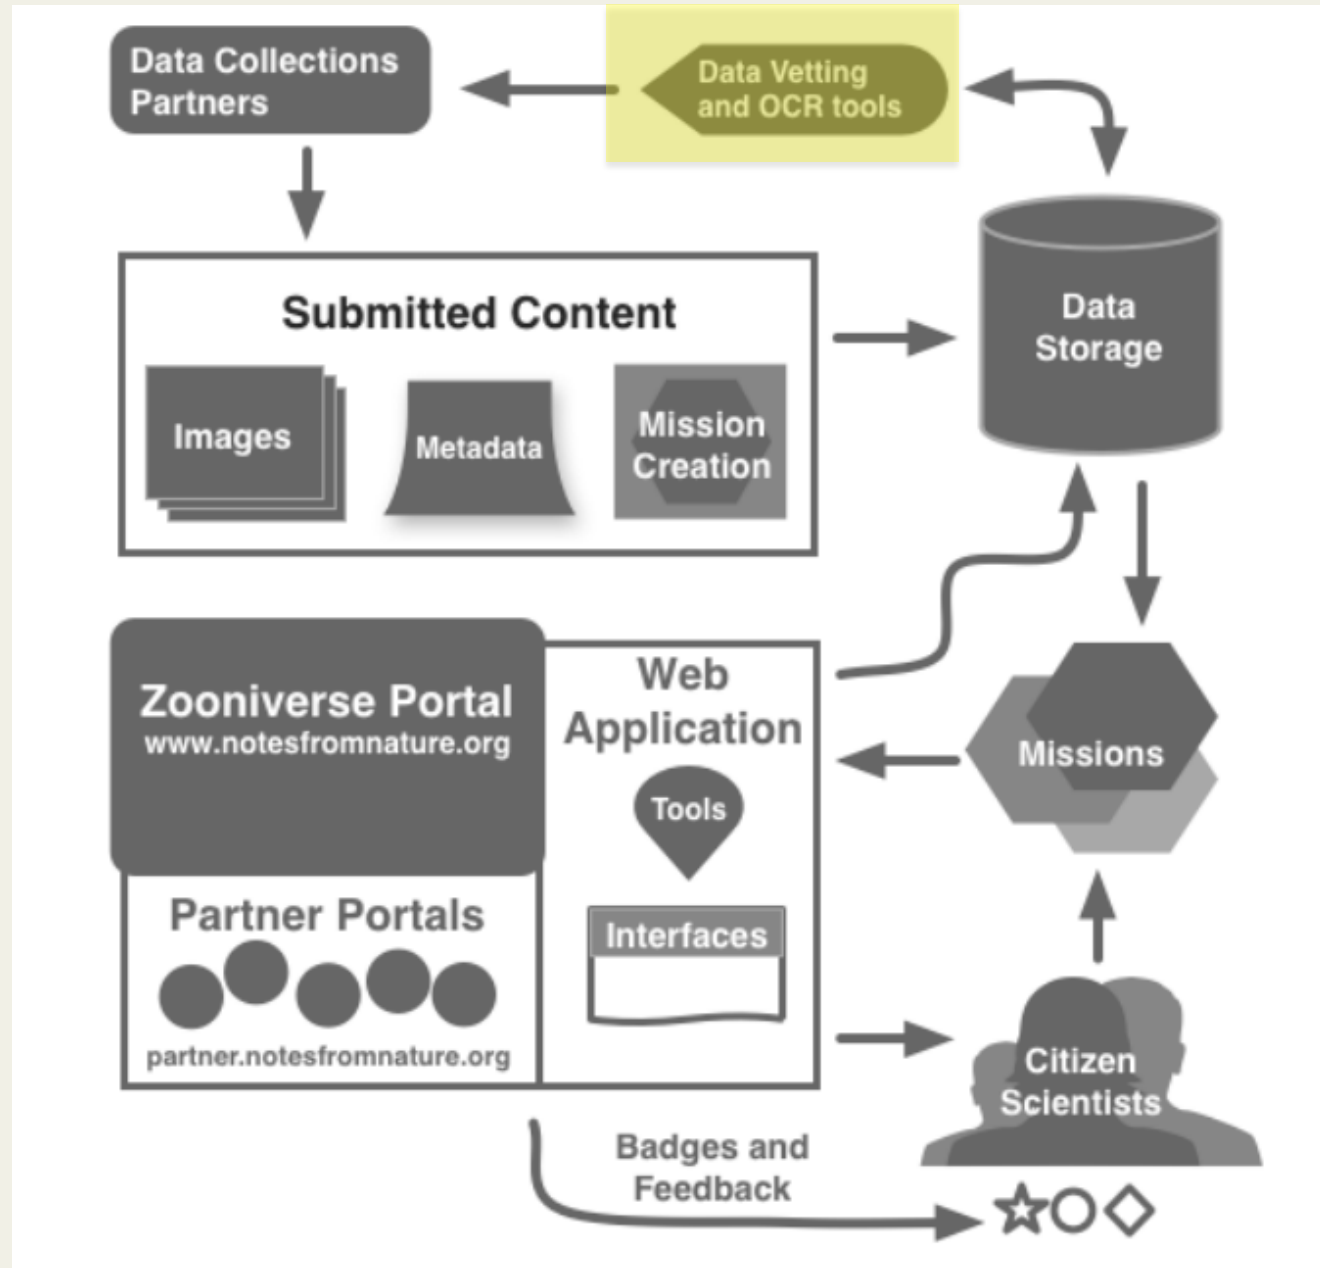 Data Collections
Partners
Data Vetting
and OCR tools
Submitted Content
Images
Metadata
Mission
Creation
Data
Storage
Zooniverse Portal
www.notesfromnature.org
Web
Application
Tools
Interfaces
Missions
Partner Portals
partner.notesfromnature.org
Citizen
Scientists
Badges and
Feedback